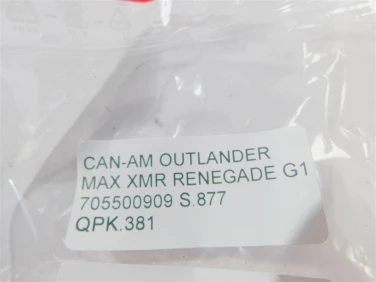 CAN-AM OUTLANDER
MAX XMR RENEGADE G1
705500909 S.877
QPK.381